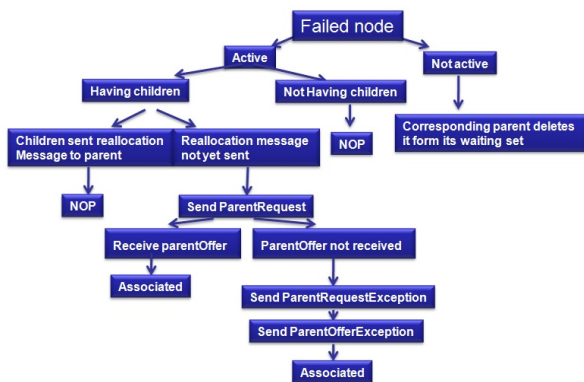 Failed node
Active
Not active
Having children
Not Having children
Children sent reallocation
Message to parent
Reallocation message
not yet sent
NOP
Corresponding parent deletes
it form its waiting set
NOP
Send ParentRequest
Receive parentOffer
ParentOffer not received
Associated
Send ParentRequestException
Send ParentOfferException
Associated